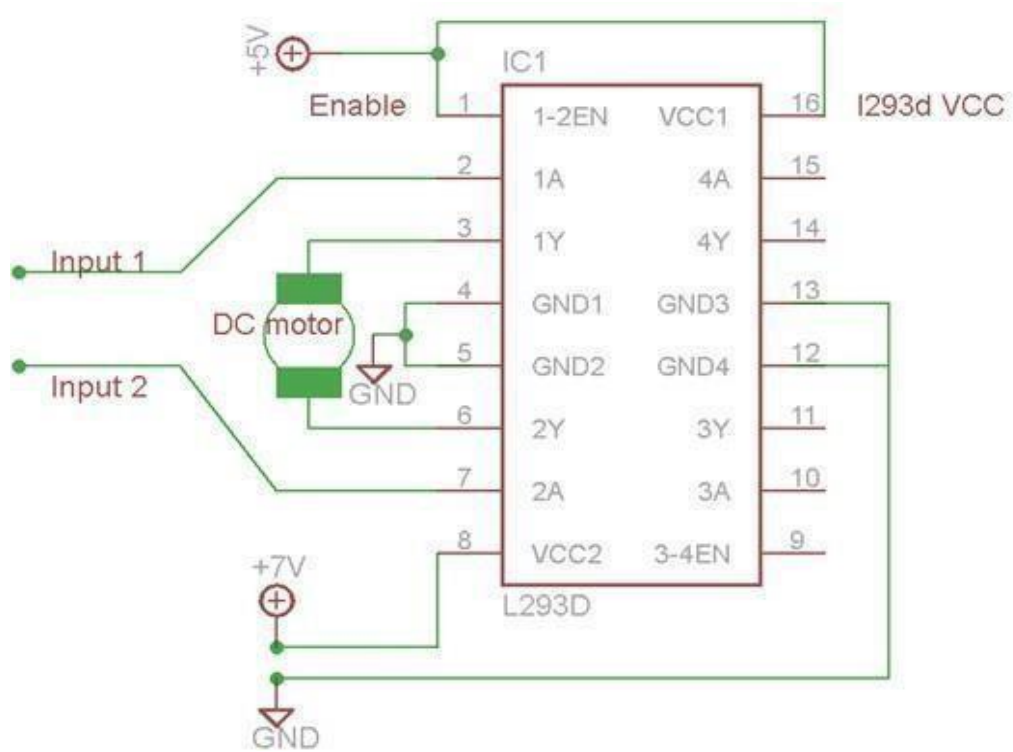 +5V
IC1
Enable
1
1-2EN
VCC1
16
l293d VCC
2
1A
4A
15
3
1Y
4Y
14
Input 1
4
GND1
GND3
13
DC motor
5
GND2
GND4
12
GND
Input 2
6
2Y
3Y
11
7
2A
3A
10
8
VCC2
3-4EN
9
+7V
L293D
GND